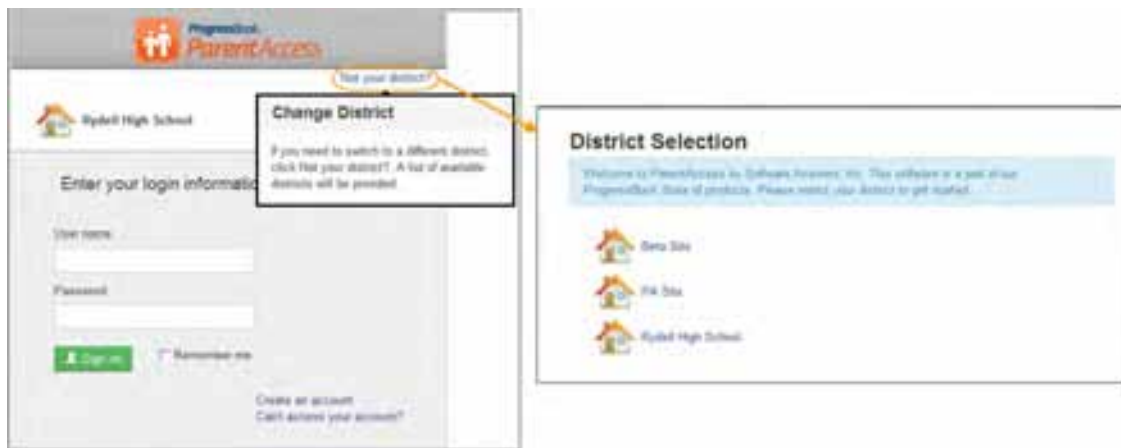 ProgressBook
ParentAccess
Not your district?
Rydell High School
Change District
If you need to switch to a different district,
click Not your district?. A list of available
districts will be provided.
Enter your login informatio
User name
Password
Sign in
Remember me
Create an account
Can't access your account?
District Selection
Welcome to ParentAccess by Software Answers, Inc. This software is a part of our
ProgressBook Suite of products. Please select your district to get started.
Beta Site
PA Site
Rydell High School